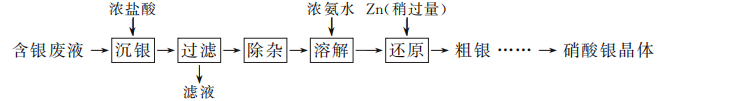 浓盐酸 浓氨水 Zn(稍过量)
含银废液 沉银 过滤 除杂 溶解 还原 粗银 …… 硝酸银晶体
滤液